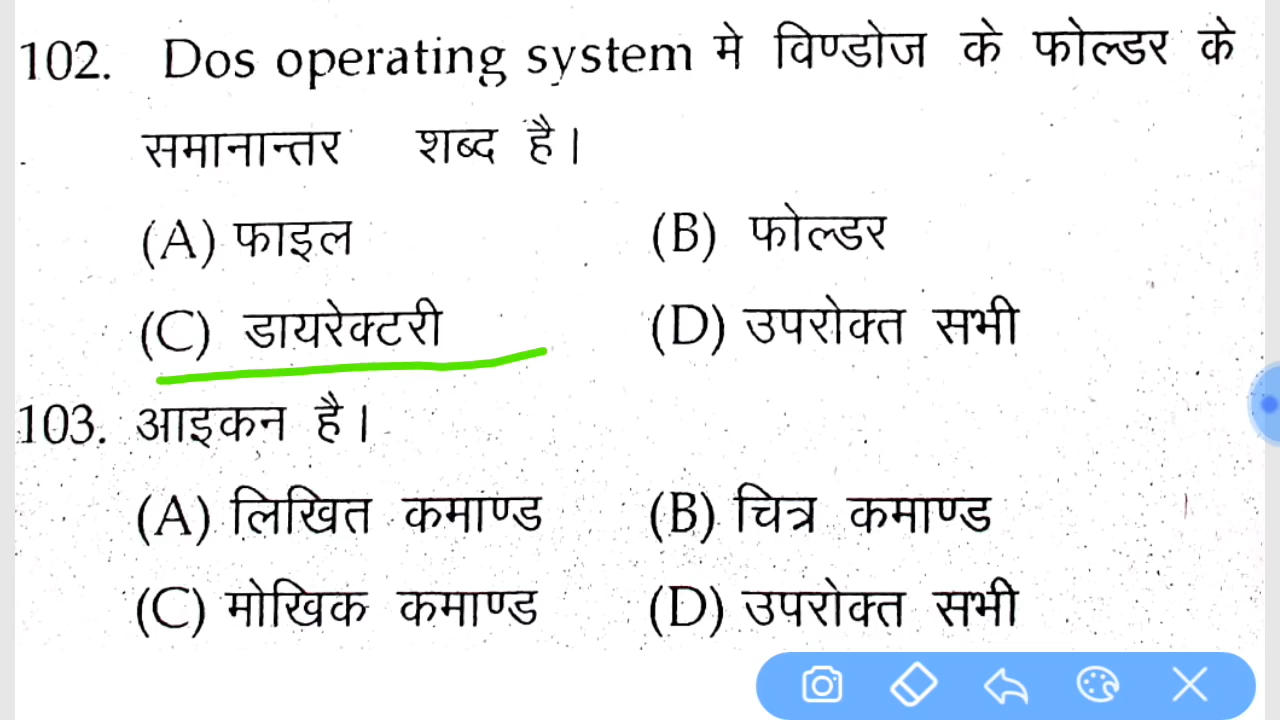 102. Dos operating system मे विण्डोज के फोल्डर के
समानान्तर शब्द है।
(A) फाइल (B) फोल्डर
(C) डायरेक्टरी (D) उपरोक्त सभी
103. आइकन है।
(A) लिखित कमाण्ड (B) चित्र कमाण्ड
(C) मोखिक कमाण्ड (D) उपरोक्त सभी